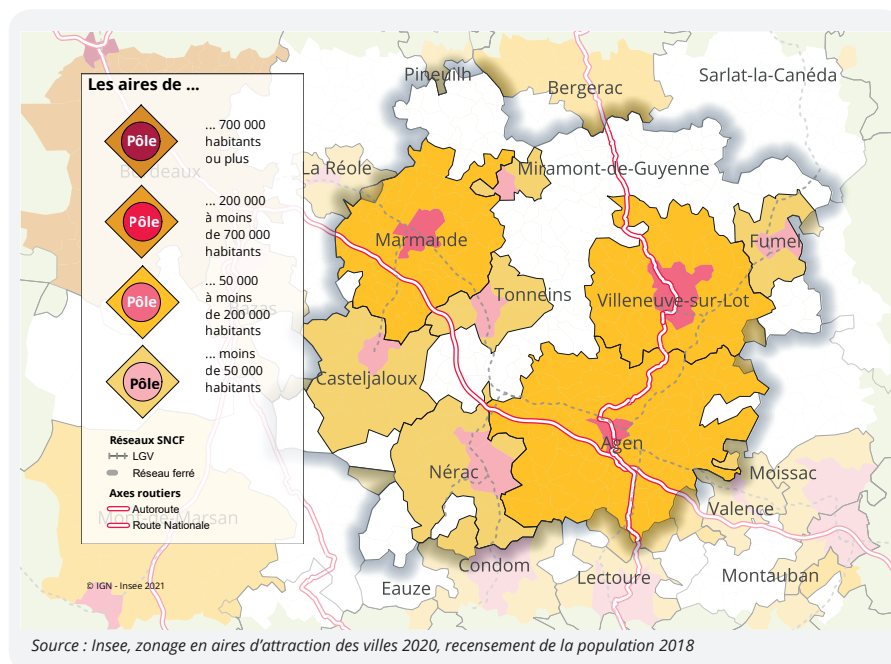 Les aires de ...
Pôle
... 700 000
habitants
ou plus
Pôle
... 200 000
à moins
de 700 000
habitants
Pôle
... 50 000
à moins
de 200 000
habitants
Pôle
... moins
de 50 000
habitants
Réseaux SNCF
LGV
Réseau ferré
Axes routiers
Autoroute
Route Nationale
© IGN - Insee 2021
Bordeaux
Mont-de-Marsan
Pineuilh
Bergerac
Sarlat-la-Canéda
La Réole
Miramont-de-Guyenne
Marmande
Fumel
Tonneins
Villeneuve-sur-Lot
Casteljaloux
Agen
Nérac
Moissac
Valence
Condom
Lectoure
Montauban
Eauze
Source : Insee, zonage en aires d’attraction des villes 2020, recensement de la population 2018